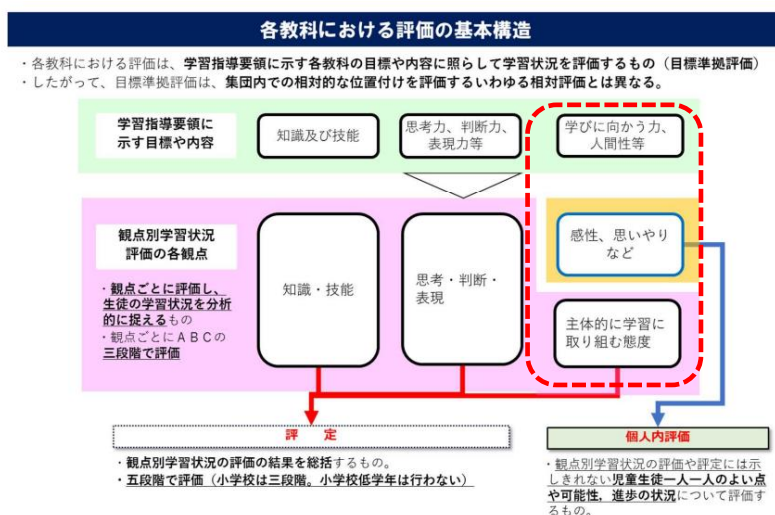 各教科における評価の基本構造
・各教科における評価は、学習指導要領に示す各教科の目標や内容に照らして学習状況を評価するもの（目標準拠評価）
・したがって、目標準拠評価は、集団内での相対的な位置付けを評価するいわゆる相対評価とは異なる。
学習指導要領に
示す目標や内容
知識及び技能
思考力、判断力、
表現力等
学びに向かう力、
人間性等
観点別学習状況
評価の各観点
・観点ごとに評価し、
生徒の学習状況を分析
的に捉えるもの
・観点ごとにＡＢＣの
三段階で評価
知識・技能
思考・判断・
表現
感性、思いやり
など
主体的に学習に
取り組む態度
評　定
・観点別学習状況の評価の結果を総括するもの。
・五段階で評価（小学校は三段階。小学校低学年は行わない）
個人内評価
・観点別学習状況の評価や評定には示
しきれない児童生徒一人一人のよい点
や可能性，進歩の状況について評価す
るもの。